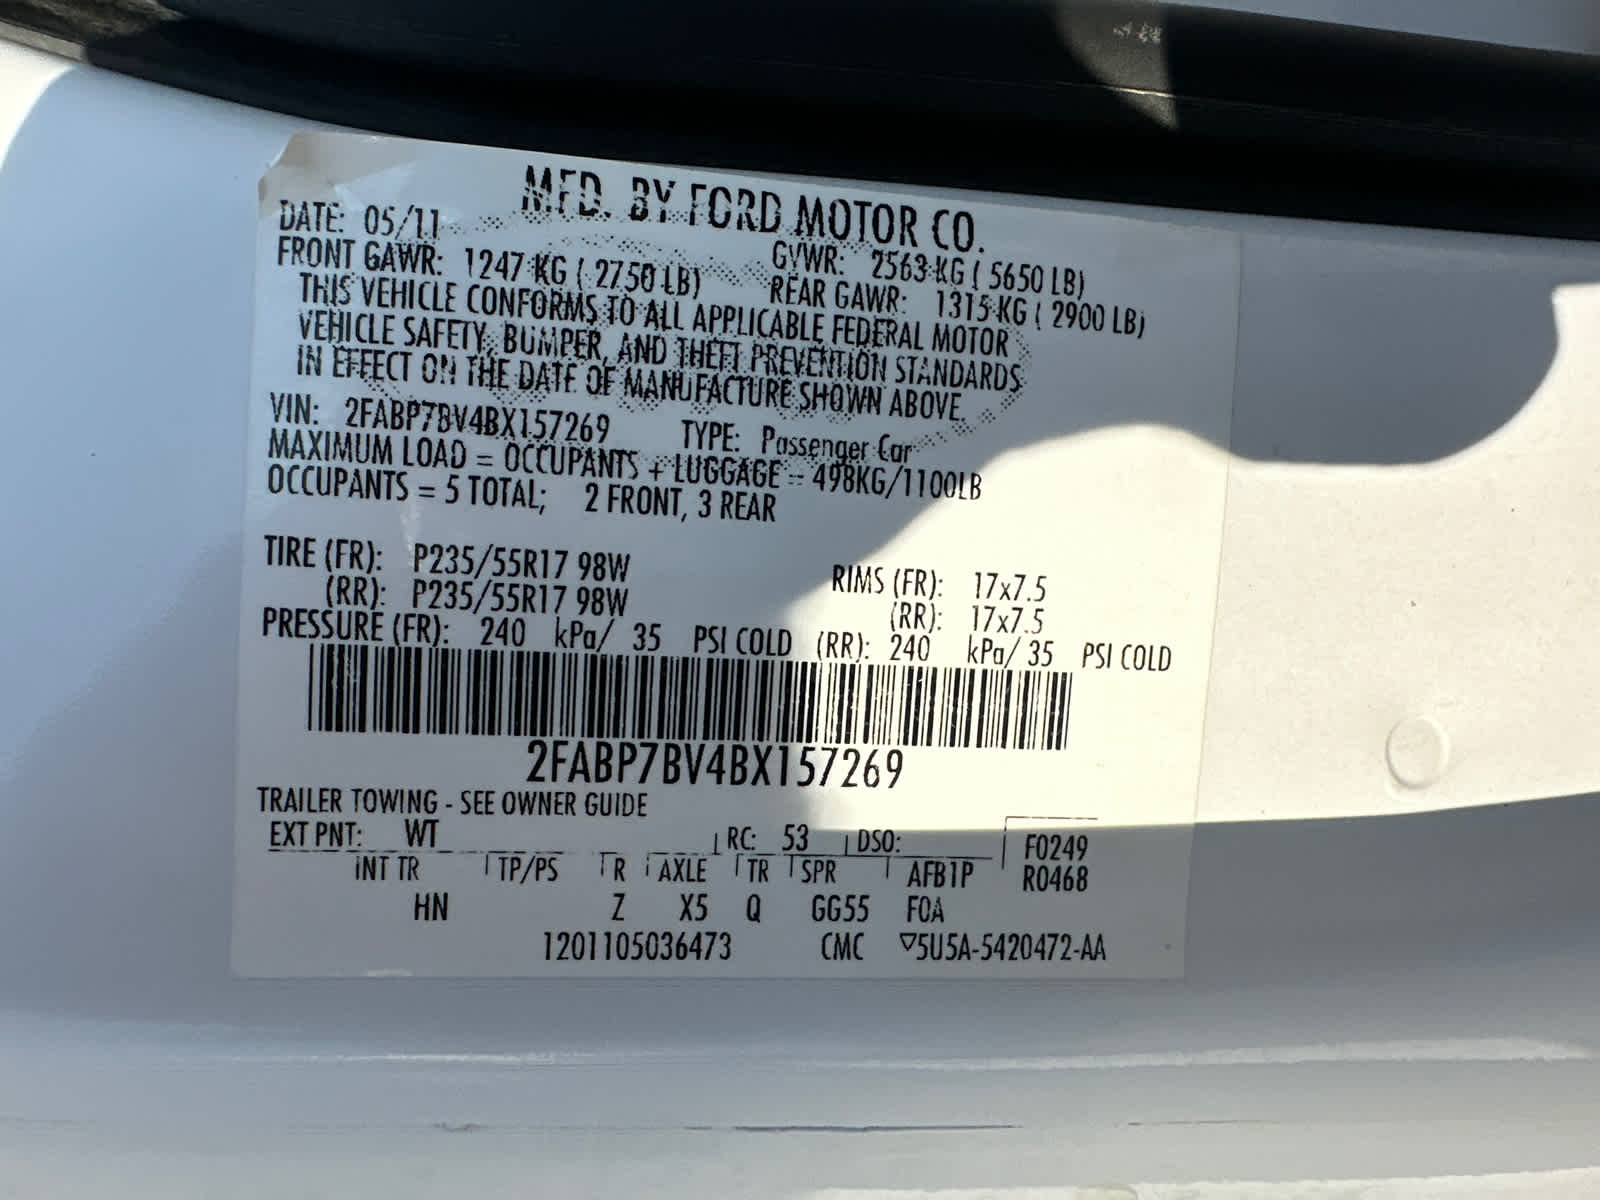 MFD. BY FORD MOTOR CO.
DATE: 05/11 GVWR: 2563 KG ( 5650 LB)
FRONT GAWR: 1247 KG ( 2750 LB) REAR GAWR: 1315 KG ( 2900 LB)
THIS VEHICLE CONFORMS TO ALL APPLICABLE FEDERAL MOTOR
VEHICLE SAFETY, BUMPER, AND THEFT PREVENTION STANDARDS
IN EFFECT ON THE DATE OF MANUFACTURE SHOWN ABOVE.
VIN: 2FABP7BV4BX157269 TYPE: Passenger Car
MAXIMUM LOAD = OCCUPANTS + LUGGAGE = 498KG/1100LB
OCCUPANTS = 5 TOTAL; 2 FRONT, 3 REAR
TIRE (FR): P235/55R17 98W RIMS (FR): 17x7.5
(RR): P235/55R17 98W (RR): 17x7.5
PRESSURE (FR): 240 kPa/ 35 PSI COLD (RR): 240 kPa/ 35 PSI COLD
2FABP7BV4BX157269
TRAILER TOWING - SEE OWNER GUIDE
EXT PNT: WT RC: 53 DSO: F0249
INT TR TP/PS R AXLE TR SPR AFB1P R0468
HN Z X5 Q GG55 FOA
1201105036473 CMC ▽5U5A-5420472-AA